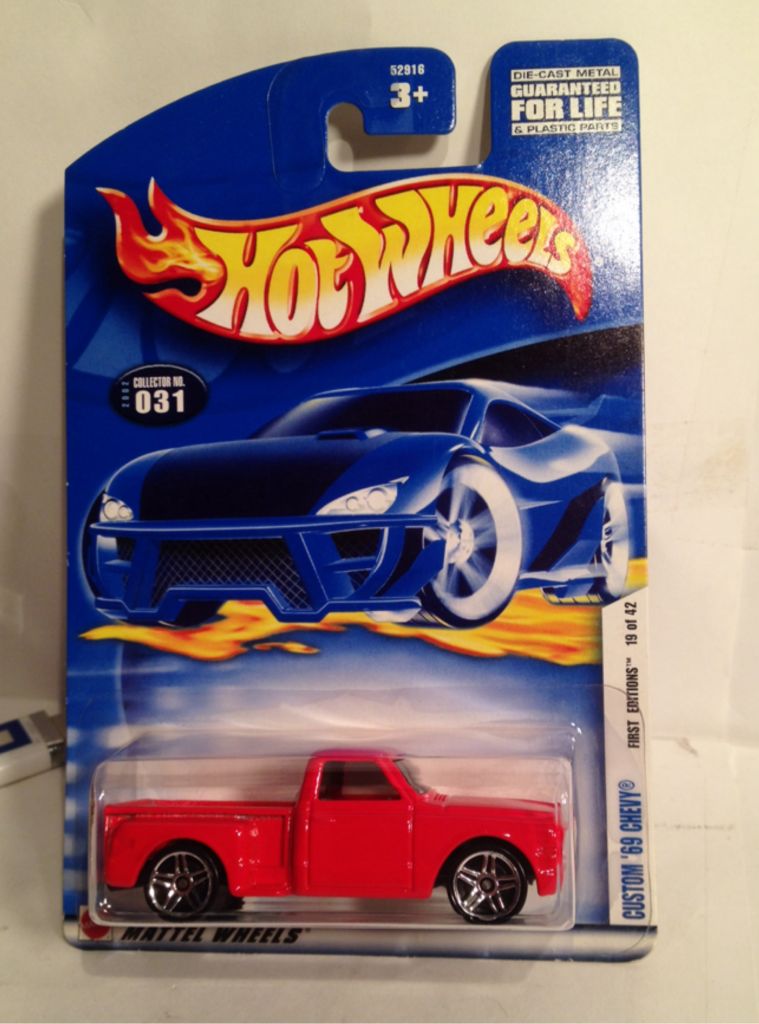 52916
3+
DIE-CAST METAL
GUARANTEED
FOR LIFE
& PLASTIC PARTS
HOT WHEELS®
2002
COLLECTOR NO.
031
FIRST EDITIONS™ 19 of 42
CUSTOM '69 CHEVY®
MATTEL WHEELS™